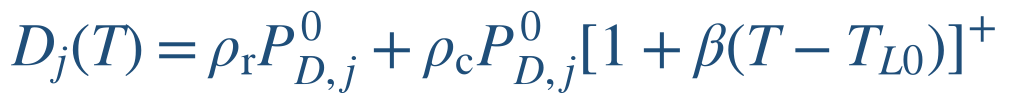 D_j(T) = ρ_r P^0_{D,j} + ρ_c P^0_{D,j}[1 + β(T − T_{L0})]^+